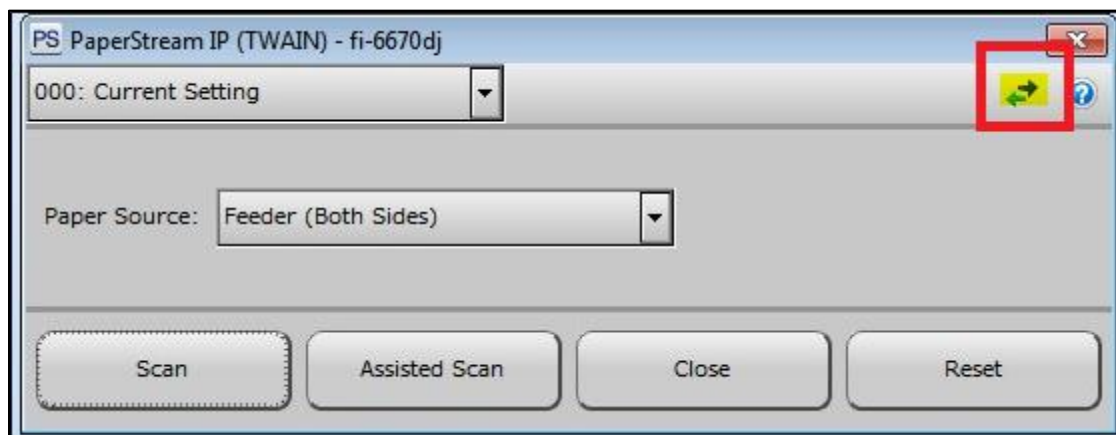 PS PaperStream IP (TWAIN) - fi-6670dj
000: Current Setting
Paper Source: Feeder (Both Sides)
Scan Assisted Scan Close Reset